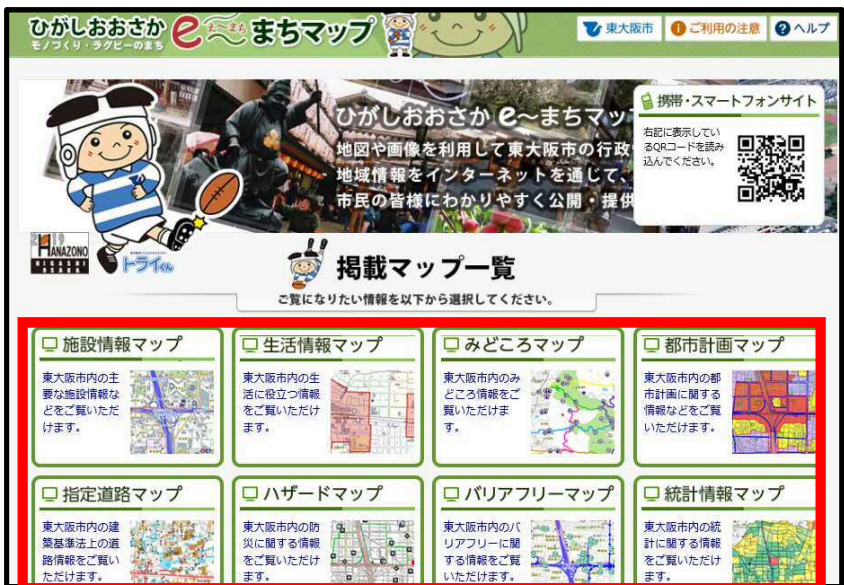 ひがしおおさか e〜まちマップ
え〜まち
モノづくり・ラグビーのまち
東大阪市
ご利用の注意
ヘルプ
ひがしおおさか e〜まちマッ
地図や画像を利用して東大阪市の行政
地域情報をインターネットを通じて、
市民の皆様にわかりやすく公開・提供
携帯・スマートフォンサイト
右記に表示してい
るQRコードを読み
込んでください。
HANAZONO
トライくん
掲載マップ一覧
ご覧になりたい情報を以下から選択してください。
施設情報マップ
東大阪市内の主
要な施設情報な
どをご覧いただ
けます。
生活情報マップ
東大阪市内の生
活に役立つ情報
をご覧いただけ
ます。
みどころマップ
東大阪市内のみ
どころ情報をご
覧いただけま
す。
都市計画マップ
東大阪市内の都
市計画に関する
情報などをご覧
いただけます。
指定道路マップ
東大阪市内の建
築基準法上の道
路情報をご覧い
ただけます。
ハザードマップ
東大阪市内の防
災に関する情報
をご覧いただけ
ます。
バリアフリーマップ
東大阪市内のバ
リアフリーに関
する情報をご覧
いただけます。
統計情報マップ
東大阪市内の統
計に関する情報
をご覧いただけ
ます。